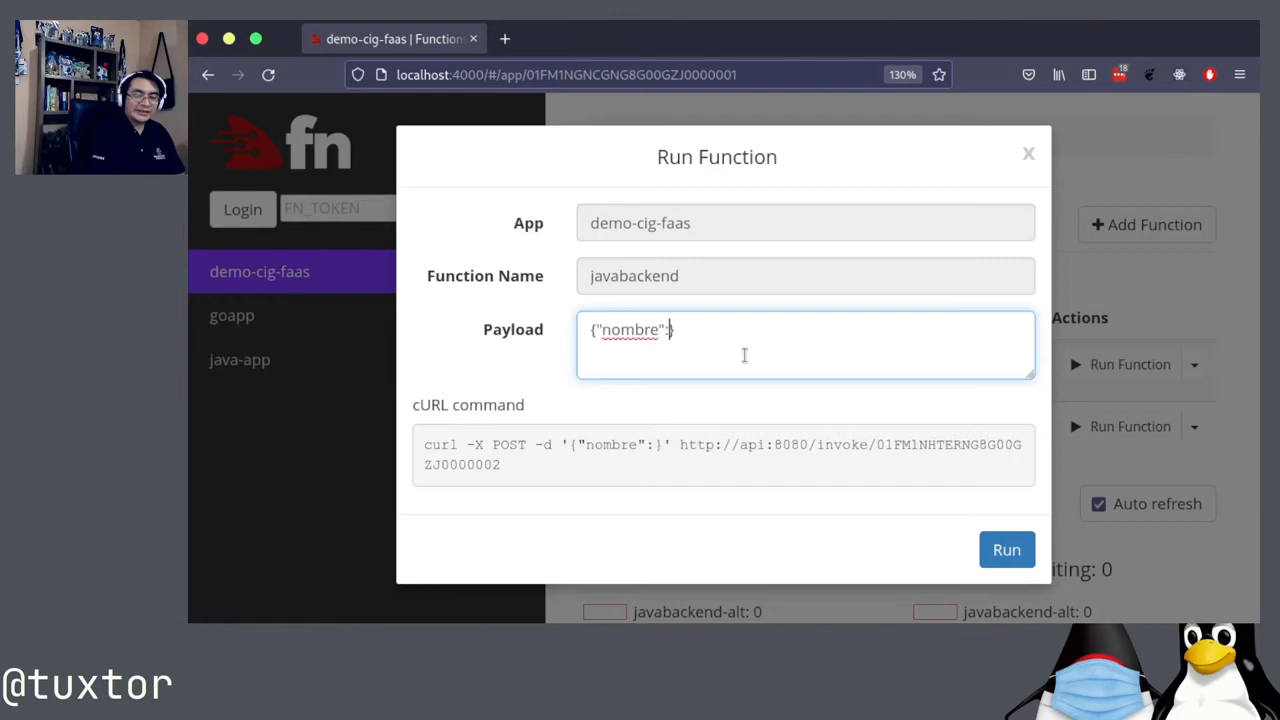 demo-cig-faas | Function
localhost:4000/#/app/01FM1NGNCGNG8G00GZJ0000001
130%
18
fn
Login
FN_TOKEN
demo-cig-faas
goapp
java-app
Run Function
X
App
demo-cig-faas
Function Name
javabackend
Payload
{"nombre":}
cURL command
curl -X POST -d '{"nombre":}' http://api:8080/invoke/01FM1NHTERNG8G00G
ZJ0000002
Run
+ Add Function
Actions
Run Function
Run Function
Auto refresh
iting: 0
javabackend-alt: 0
javabackend-alt: 0
@tuxtor